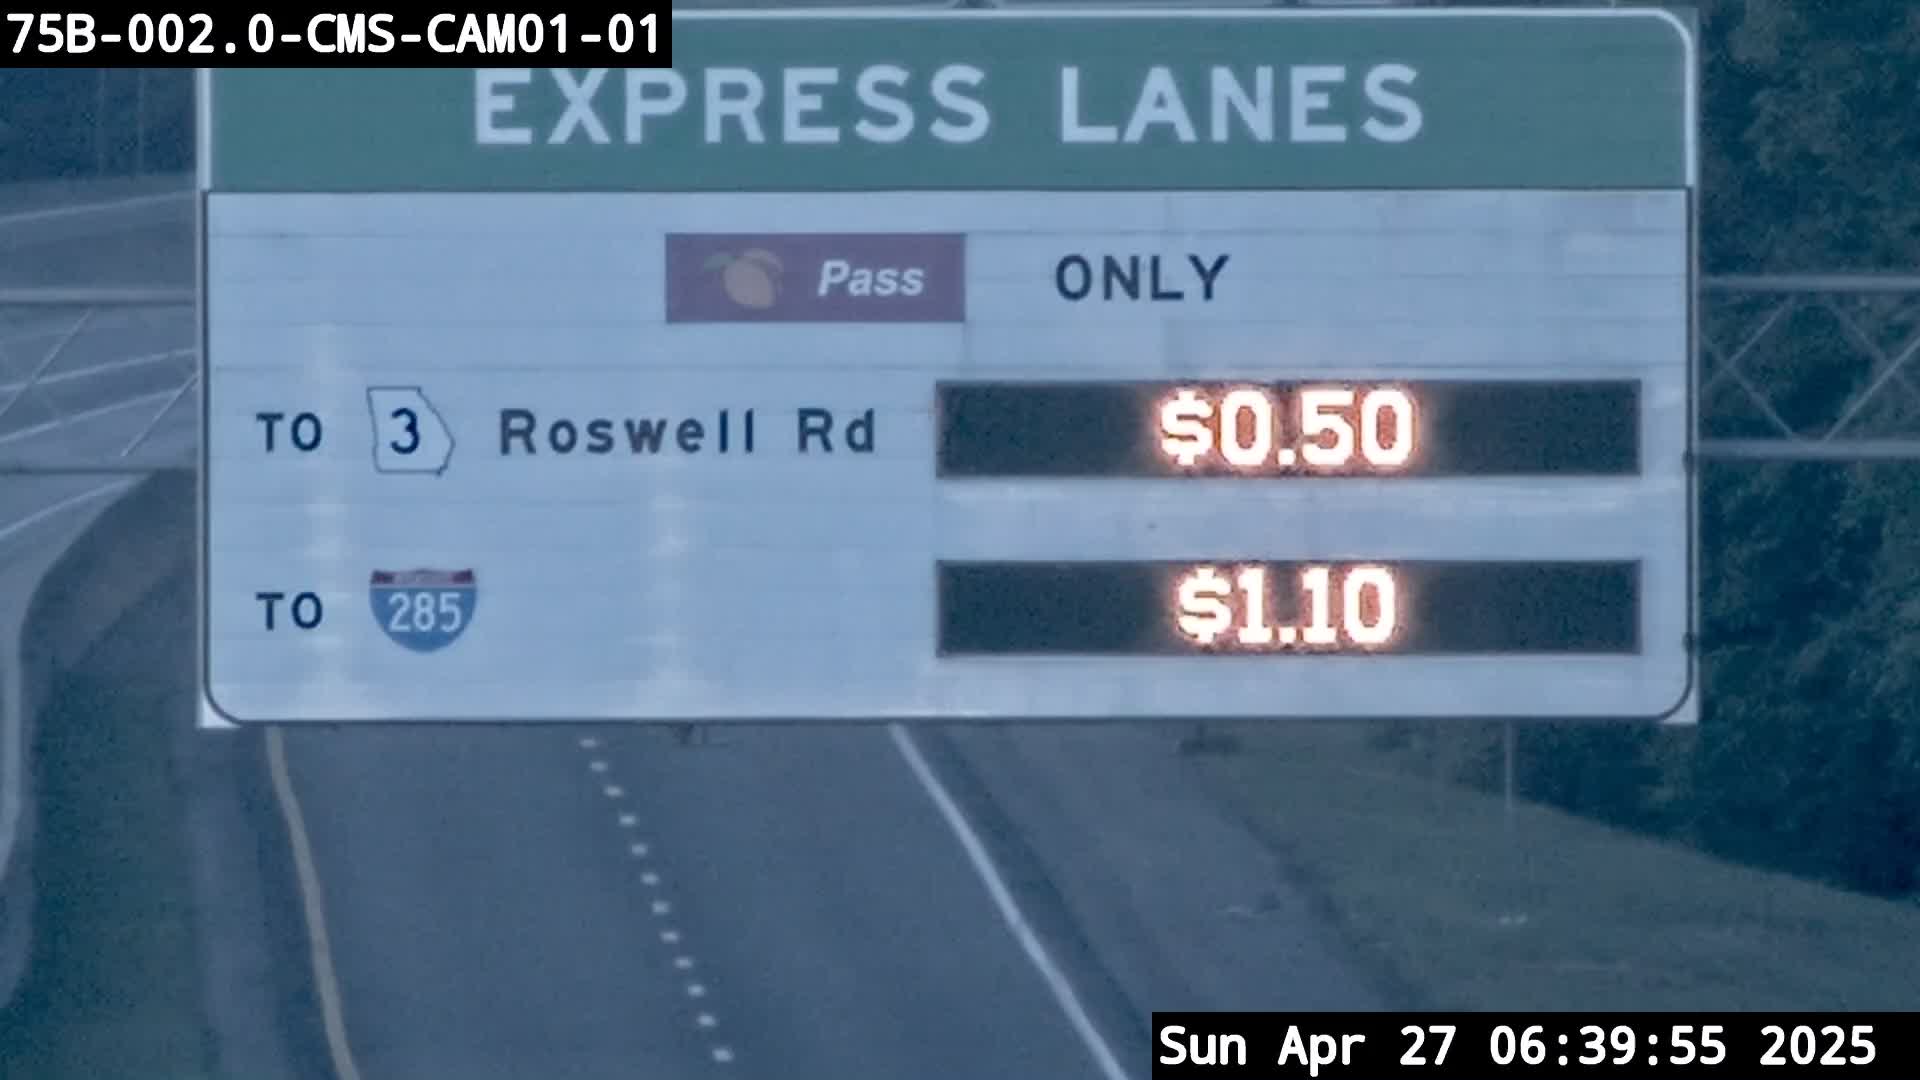 75B-002.0-CMS-CAM01-01
EXPRESS LANES
Pass ONLY
TO 3 Roswell Rd $0.50
TO 285 $1.10
Sun Apr 27 06:39:55 2025